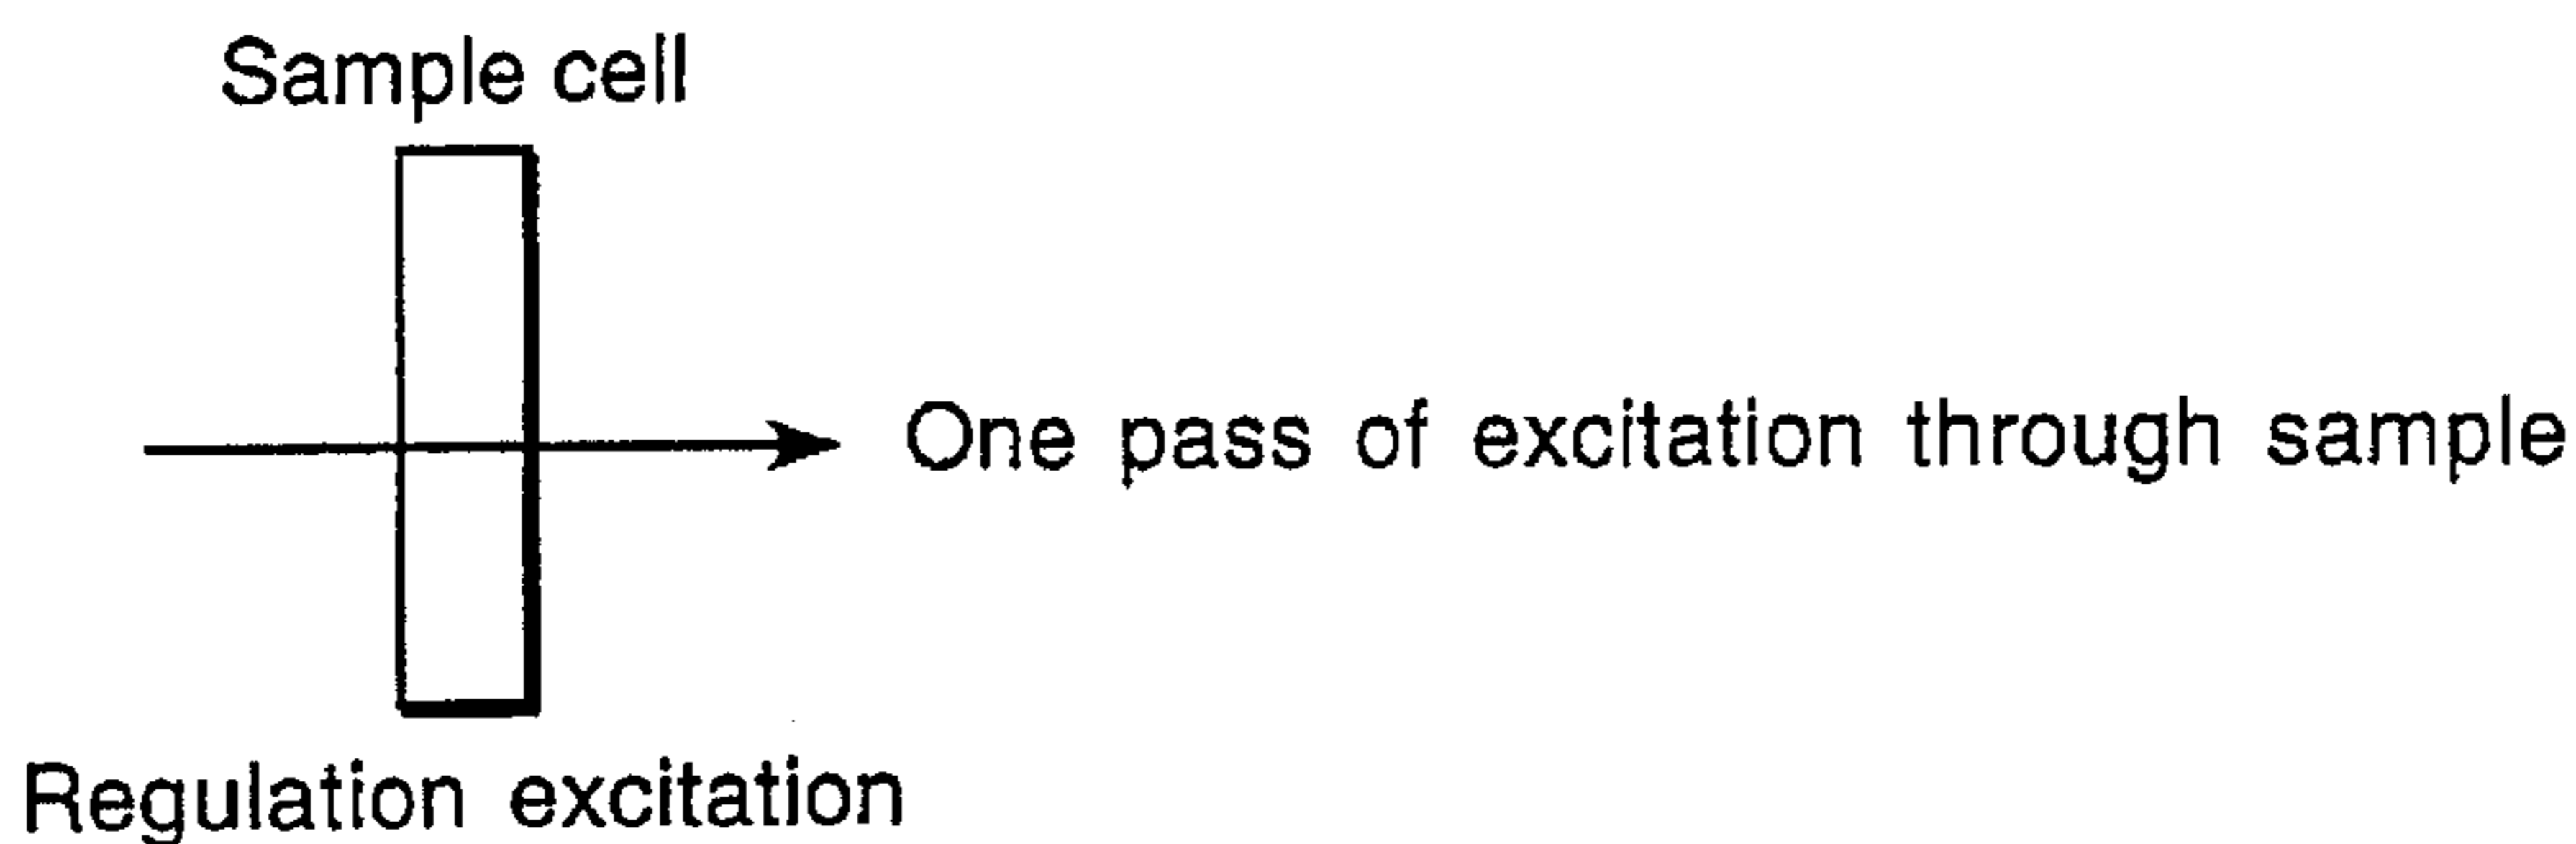 Sample cell
One pass of excitation through sample
Regulation excitation